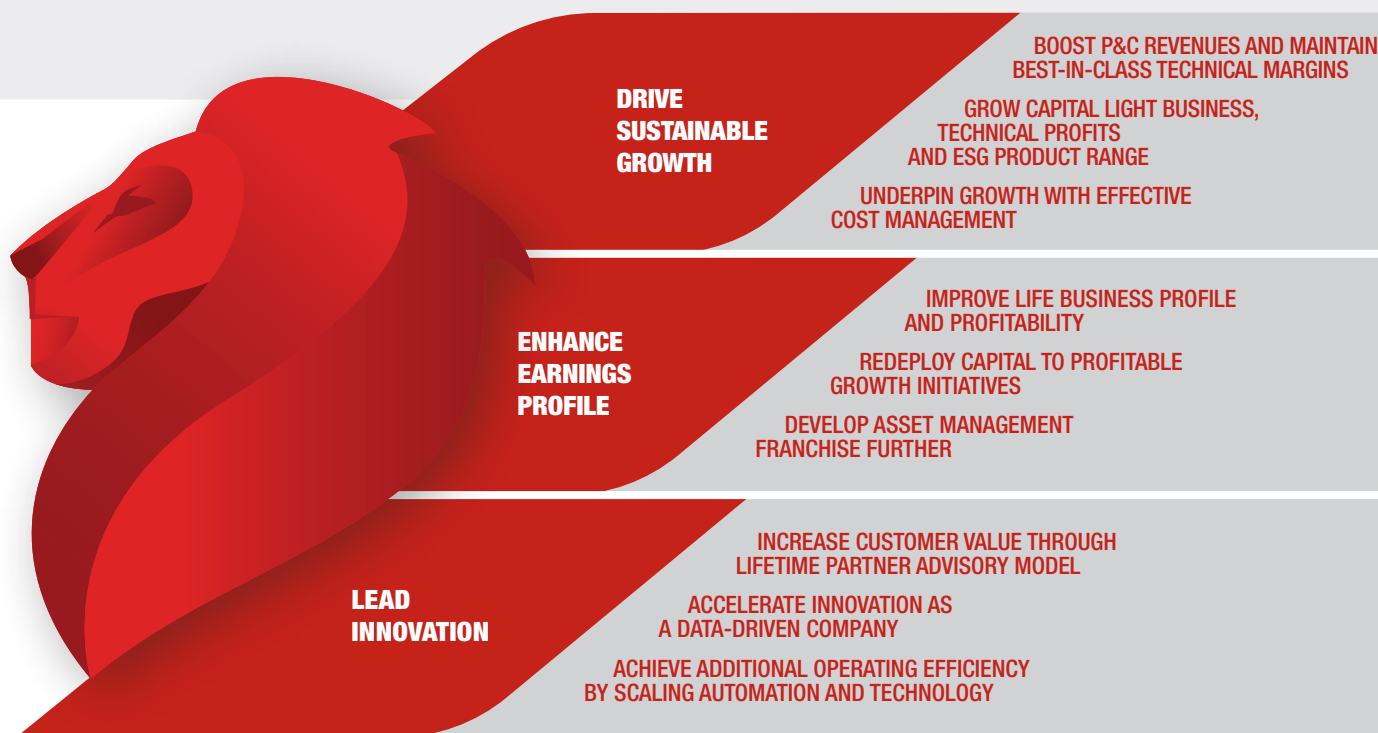 DRIVE
SUSTAINABLE
GROWTH
BOOST P&C REVENUES AND MAINTAIN
BEST-IN-CLASS TECHNICAL MARGINS
GROW CAPITAL LIGHT BUSINESS,
TECHNICAL PROFITS
AND ESG PRODUCT RANGE
UNDERPIN GROWTH WITH EFFECTIVE
COST MANAGEMENT
ENHANCE
EARNINGS
PROFILE
IMPROVE LIFE BUSINESS PROFILE
AND PROFITABILITY
REDEPLOY CAPITAL TO PROFITABLE
GROWTH INITIATIVES
DEVELOP ASSET MANAGEMENT
FRANCHISE FURTHER
LEAD
INNOVATION
INCREASE CUSTOMER VALUE THROUGH
LIFETIME PARTNER ADVISORY MODEL
ACCELERATE INNOVATION AS
A DATA-DRIVEN COMPANY
ACHIEVE ADDITIONAL OPERATING EFFICIENCY
BY SCALING AUTOMATION AND TECHNOLOGY